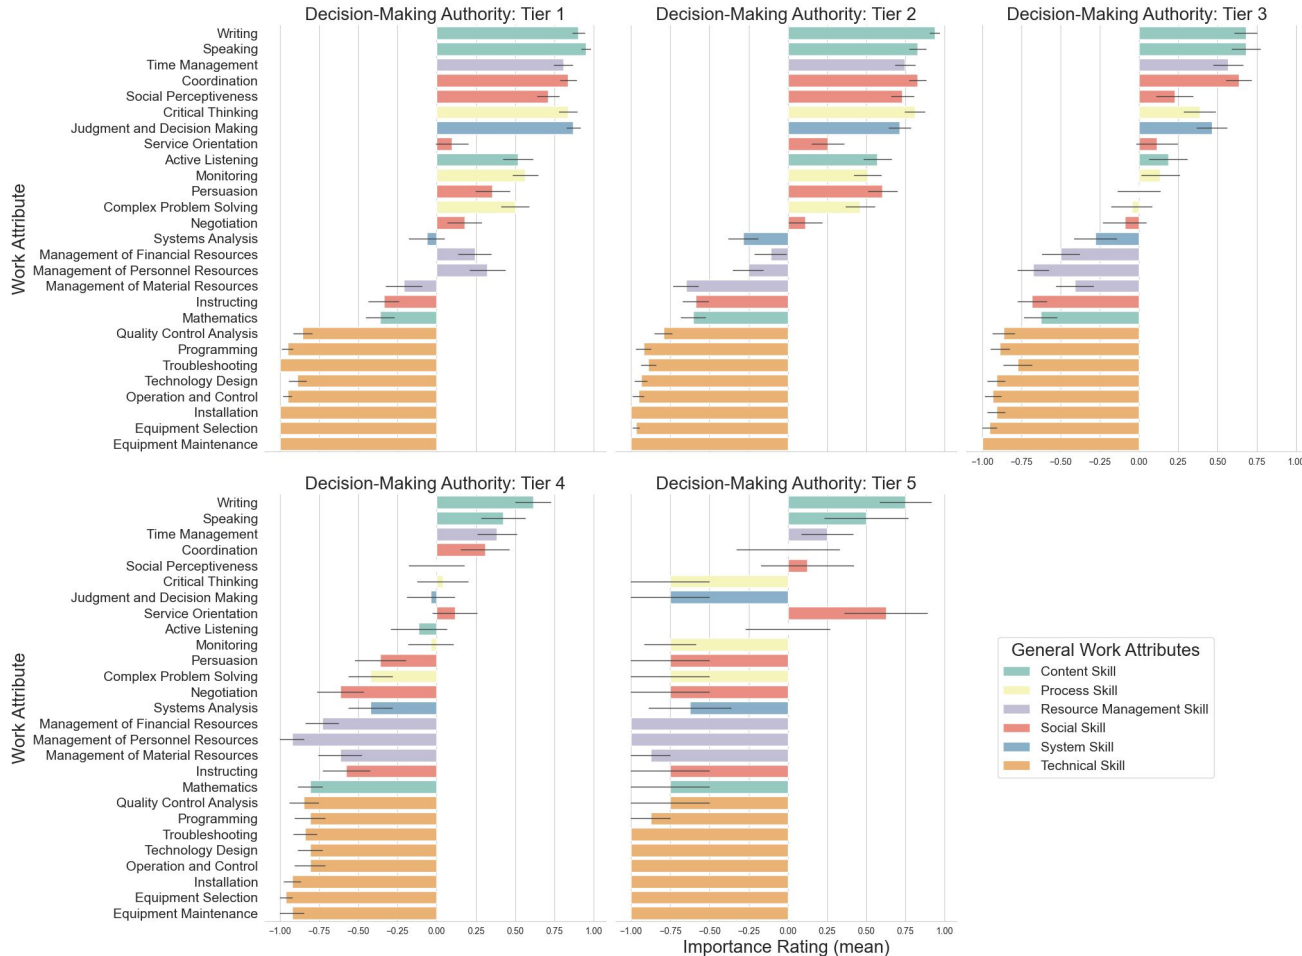 Decision-Making Authority: Tier 1
Decision-Making Authority: Tier 2
Decision-Making Authority: Tier 3
Work Attribute
Writing
Speaking
Time Management
Coordination
Social Perceptiveness
Critical Thinking
Judgment and Decision Making
Service Orientation
Active Listening
Monitoring
Persuasion
Complex Problem Solving
Negotiation
Systems Analysis
Management of Financial Resources
Management of Personnel Resources
Management of Material Resources
Instructing
Mathematics
Quality Control Analysis
Programming
Troubleshooting
Technology Design
Operation and Control
Installation
Equipment Selection
Equipment Maintenance
−1.00 −0.75 −0.50 −0.25 0.00 0.25 0.50 0.75 1.00
Decision-Making Authority: Tier 4
Decision-Making Authority: Tier 5
Work Attribute
Writing
Speaking
Time Management
Coordination
Social Perceptiveness
Critical Thinking
Judgment and Decision Making
Service Orientation
Active Listening
Monitoring
Persuasion
Complex Problem Solving
Negotiation
Systems Analysis
Management of Financial Resources
Management of Personnel Resources
Management of Material Resources
Instructing
Mathematics
Quality Control Analysis
Programming
Troubleshooting
Technology Design
Operation and Control
Installation
Equipment Selection
Equipment Maintenance
−1.00 −0.75 −0.50 −0.25 0.00 0.25 0.50 0.75 1.00
−1.00 −0.75 −0.50 −0.25 0.00 0.25 0.50 0.75 1.00
Importance Rating (mean)
General Work Attributes
Content Skill
Process Skill
Resource Management Skill
Social Skill
System Skill
Technical Skill